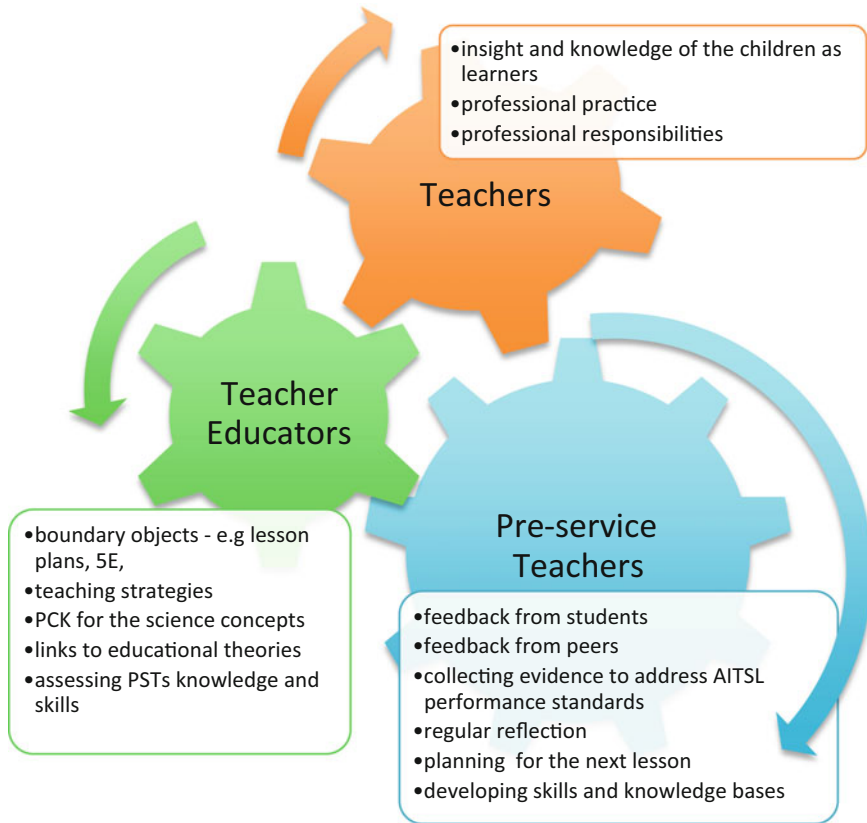 •insight and knowledge of the children as
learners
•professional practice
•professional responsibilities
Teachers
Teacher
Educators
•boundary objects - e.g lesson
plans, 5E,
•teaching strategies
•PCK for the science concepts
•links to educational theories
•assessing PSTs knowledge and
skills
Pre-service
Teachers
•feedback from students
•feedback from peers
•collecting evidence to address AITSL
performance standards
•regular reflection
•planning for the next lesson
•developing skills and knowledge bases